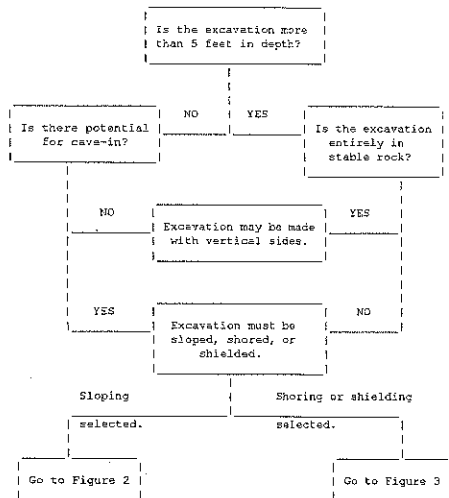 Is the excavation more
than 5 feet in depth?
NO
YES
Is there potential
for cave-in?
Is the excavation
entirely in
stable rock?
NO
YES
Excavation may be made
with vertical sides.
YES
NO
Excavation must be
sloped, shored, or
shielded.
Sloping
selected.
Shoring or shielding
selected.
Go to Figure 2
Go to Figure 3